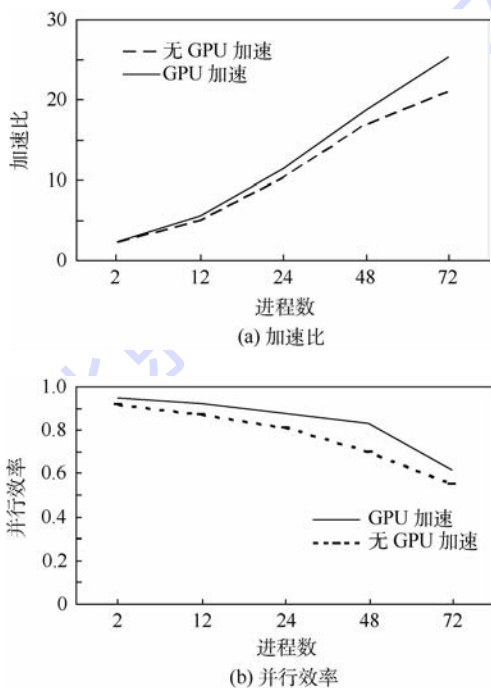 30
20
10
0
加速比
无 GPU 加速
GPU 加速
2 12 24 48 72
进程数
(a) 加速比
1.0
0.8
0.6
0.4
0.2
0
并行效率
GPU 加速
无 GPU 加速
2 12 24 48 72
进程数
(b) 并行效率